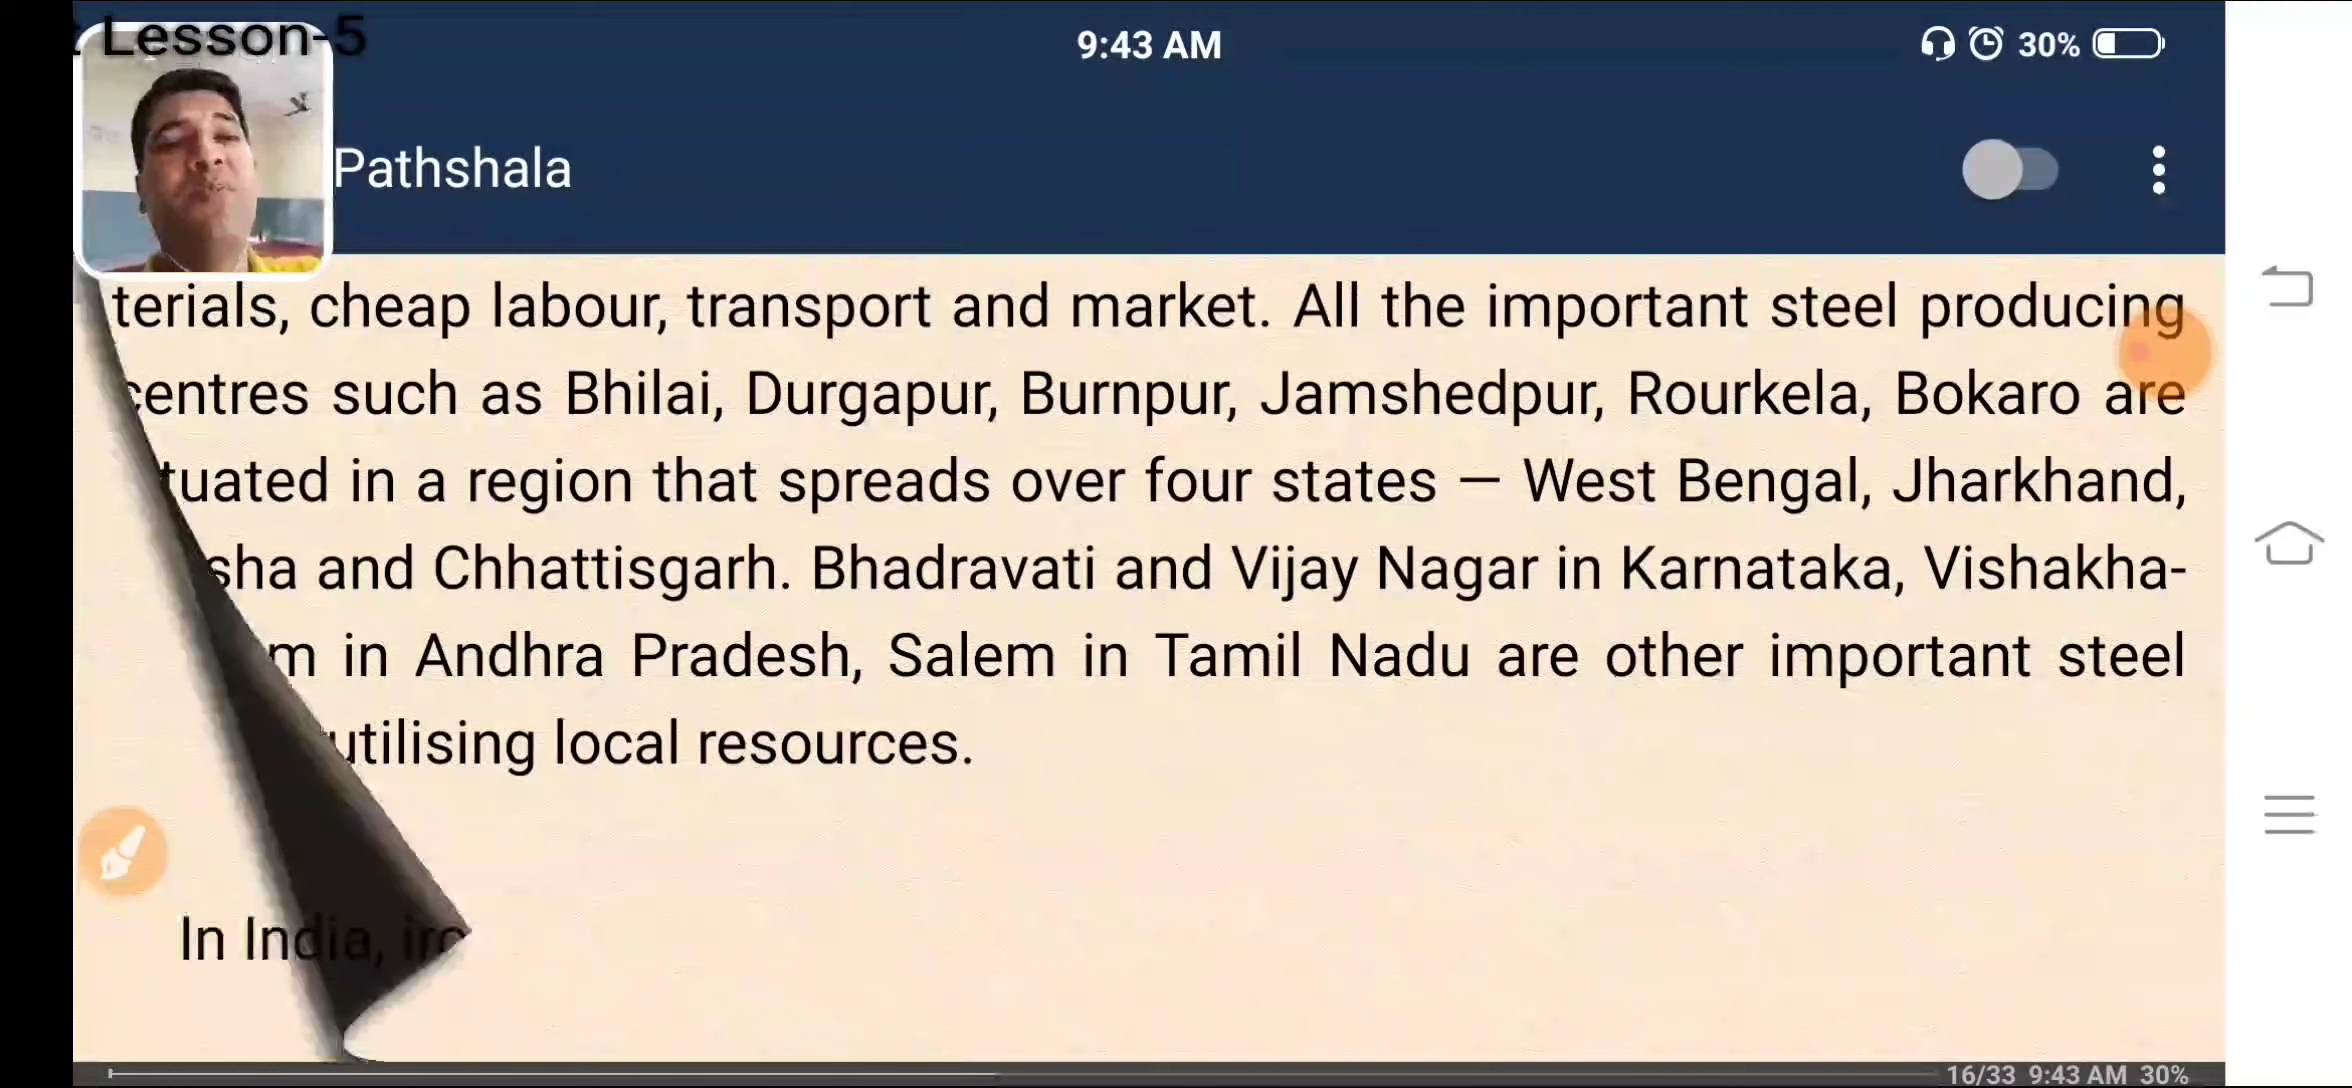 Lesson-5
9:43 AM
30%
Pathshala
terials, cheap labour, transport and market. All the important steel producing
centres such as Bhilai, Durgapur, Burnpur, Jamshedpur, Rourkela, Bokaro are
tuated in a region that spreads over four states — West Bengal, Jharkhand,
sha and Chhattisgarh. Bhadravati and Vijay Nagar in Karnataka, Vishakha-
m in Andhra Pradesh, Salem in Tamil Nadu are other important steel
utilising local resources.
In India, iro
16/33 9:43 AM 30%